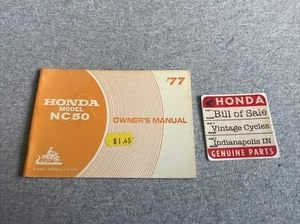 '77
HONDA
MODEL
NC50
OWNER'S MANUAL
$1.45
HONDA
Bill of Sale
Vintage Cycles
Indianapolis IN
GENUINE PARTS